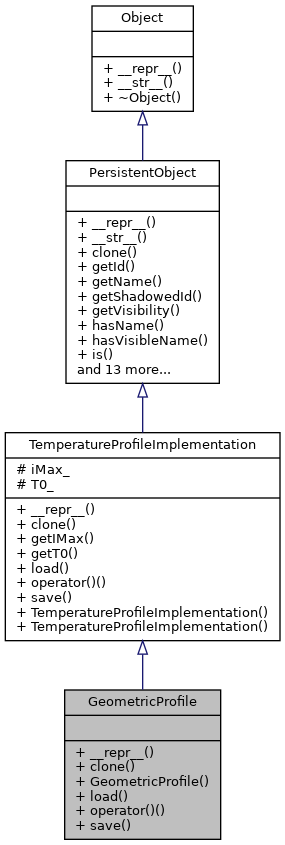 Object
+ __repr__()
+ __str__()
+ ~Object()
PersistentObject
+ __repr__()
+ __str__()
+ clone()
+ getId()
+ getName()
+ getShadowedId()
+ getVisibility()
+ hasName()
+ hasVisibleName()
+ is()
and 13 more...
TemperatureProfileImplementation
# iMax_
# T0_
+ __repr__()
+ clone()
+ getIMax()
+ getT0()
+ load()
+ operator()()
+ save()
+ TemperatureProfileImplementation()
+ TemperatureProfileImplementation()
GeometricProfile
+ __repr__()
+ clone()
+ GeometricProfile()
+ load()
+ operator()()
+ save()